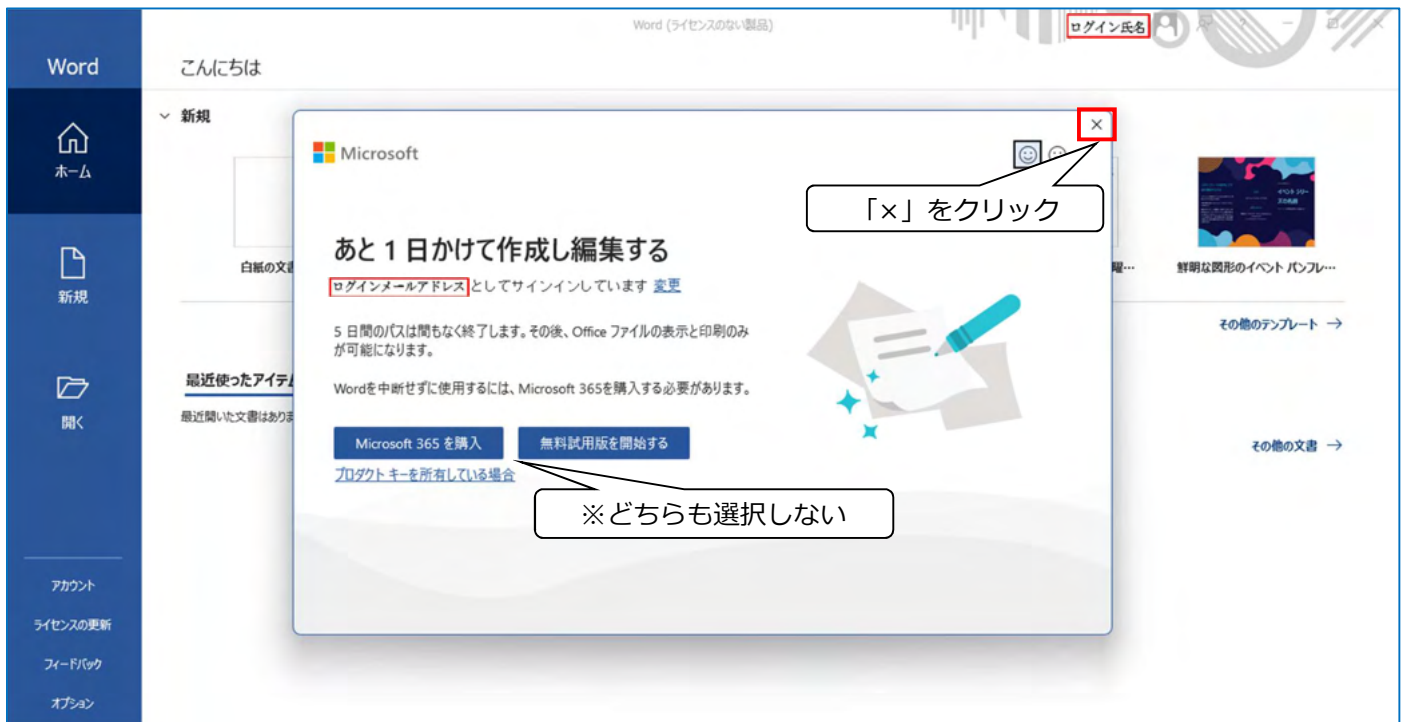 Word (ライセンスのない製品)
ログイン氏名
Word
こんにちは
新規
ホーム
Microsoft
「×」をクリック
あと 1 日かけて作成し編集する
ログインメールアドレス としてサインインしています 変更
白紙の文書
曜…
鮮明な図形のイベント パンフレ…
新規
5 日間のパスは間もなく終了します。その後、Office ファイルの表示と印刷のみ
が可能になります。
その他のテンプレート →
最近使ったアイテム
Wordを中断せずに使用するには、Microsoft 365を購入する必要があります。
最近開いた文書はありま
開く
Microsoft 365 を購入
無料試用版を開始する
その他の文書 →
プロダクト キーを所有している場合
※どちらも選択しない
アカウント
ライセンスの更新
フィードバック
オプション